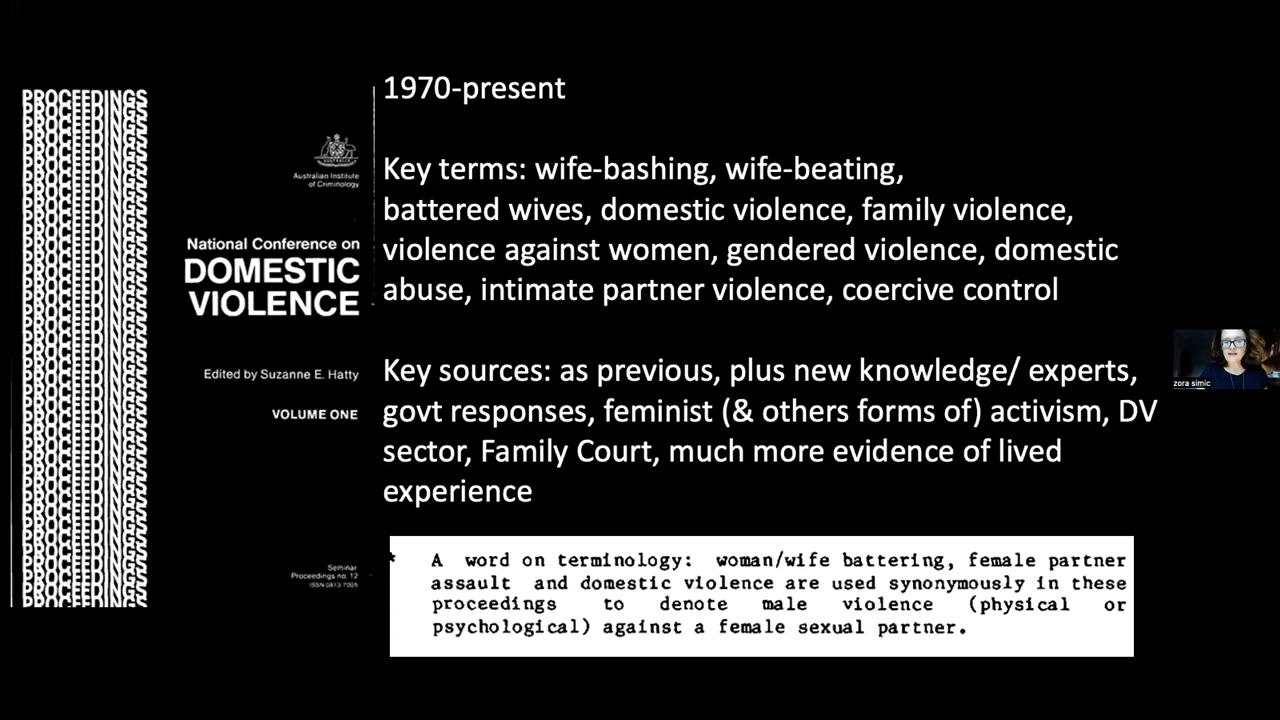 PROCEEDINGS
Australian Institute
of Criminology
National Conference on
DOMESTIC
VIOLENCE
Edited by Suzanne E. Hatty
VOLUME ONE
Seminar
Proceedings no. 12
ISSN 0813 7005
1970-present
Key terms: wife-bashing, wife-beating,
battered wives, domestic violence, family violence,
violence against women, gendered violence, domestic
abuse, intimate partner violence, coercive control
Key sources: as previous, plus new knowledge/ experts,
govt responses, feminist (& others forms of) activism, DV
sector, Family Court, much more evidence of lived
experience
* A word on terminology: woman/wife battering, female partner
assault and domestic violence are used synonymously in these
proceedings to denote male violence (physical or
psychological) against a female sexual partner.
zora simic